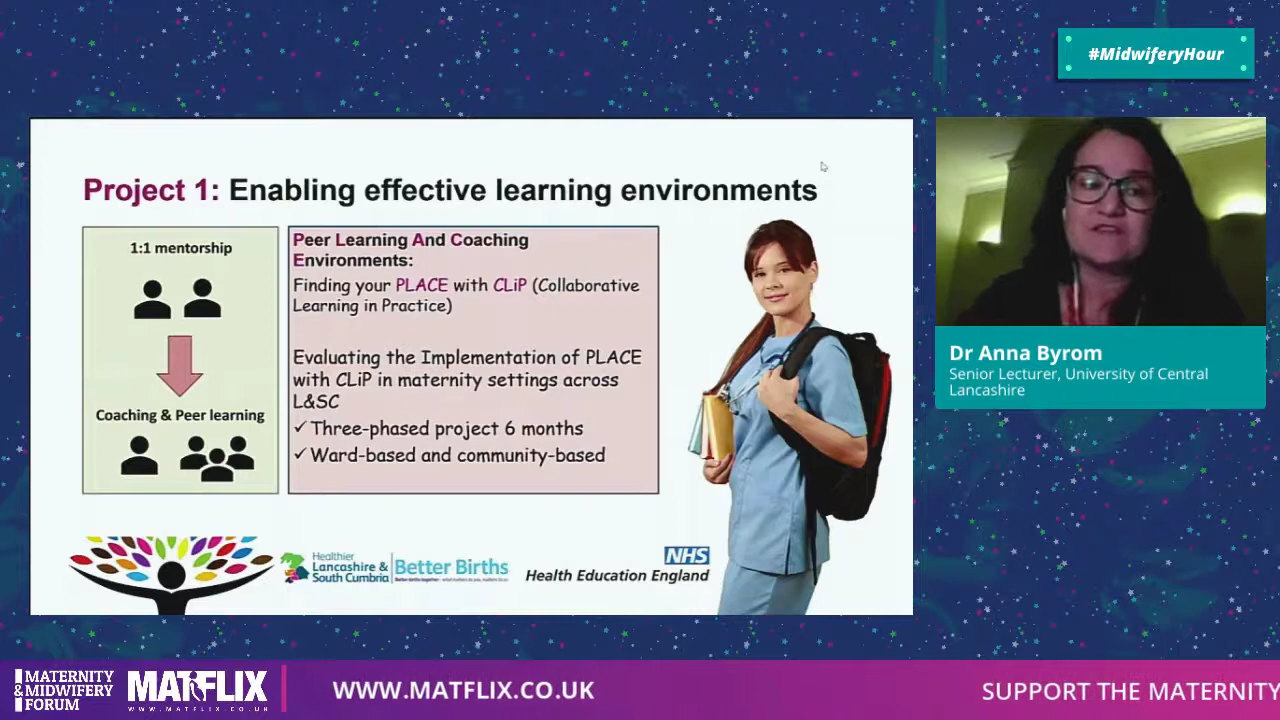 #MidwiferyHour
Project 1: Enabling effective learning environments
1:1 mentorship
Coaching & Peer learning
Peer Learning And Coaching
Environments:
Finding your PLACE with CLiP (Collaborative
Learning in Practice)
Evaluating the Implementation of PLACE
with CLiP in maternity settings across
L&SC
✓ Three-phased project 6 months
✓ Ward-based and community-based
Healthier
Lancashire &
South Cumbria
Better Births
NHS
Health Education England
Dr Anna Byrom
Senior Lecturer, University of Central
Lancashire
MATERNITY
& MIDWIFERY
FORUM
MATFLIX
WWW.MATFLIX.CO.UK
WWW.MATFLIX.CO.UK
SUPPORT THE MATERNITY